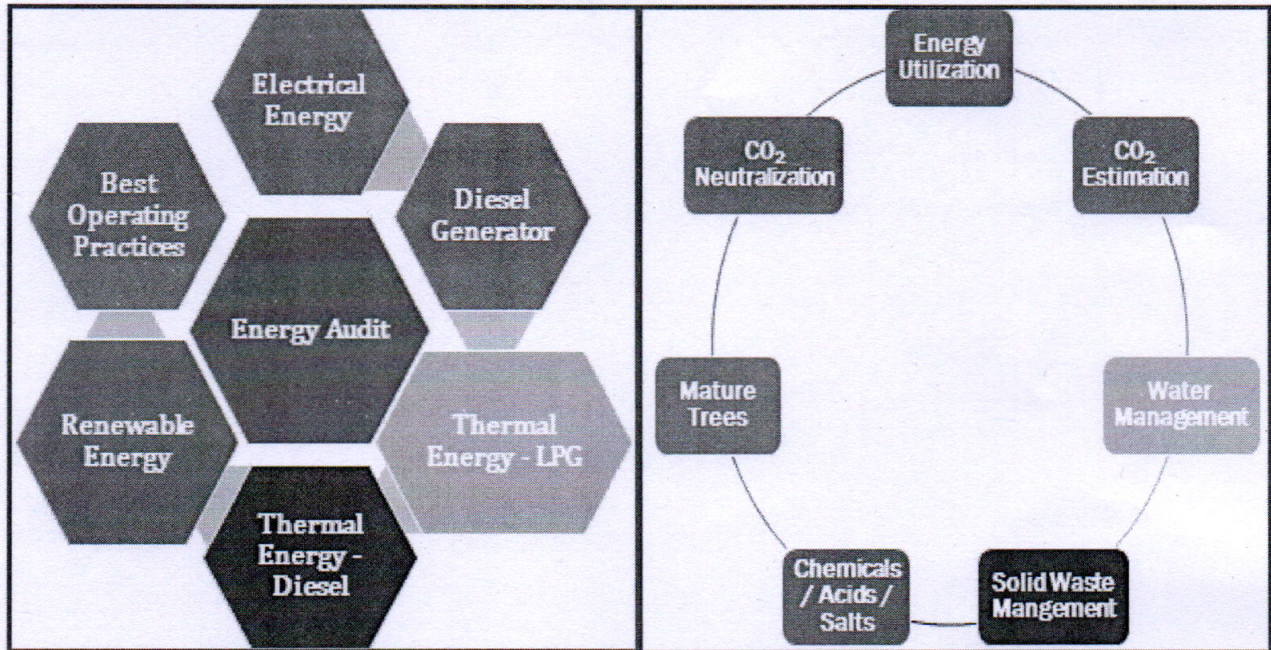 Electrical
Energy
Best
Operating
Practices
Diesel
Generator
Energy Audit
Renewable
Energy
Thermal
Energy - LPG
Thermal
Energy -
Diesel
Energy
Utilization
CO₂
Estimation
Water
Management
Solid Waste
Mangement
Chemicals
/ Acids /
Salts
Mature
Trees
CO₂
Neutralization